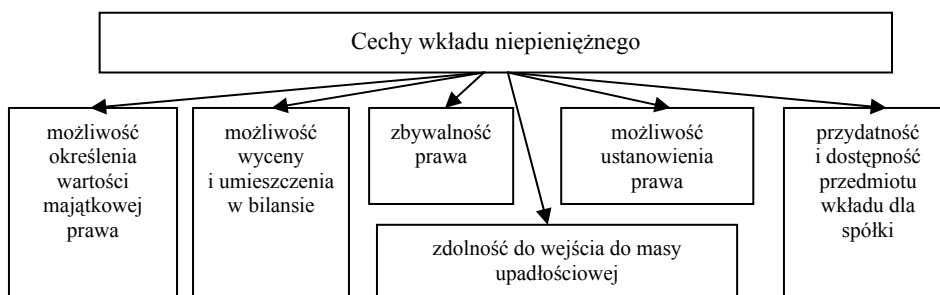 Cechy wkładu niepieniężnego
możliwość
określenia
wartości
majątkowej
prawa
możliwość
wyceny
i umieszczenia
w bilansie
zbywalność
prawa
możliwość
ustanowienia
prawa
przydatność
i dostępność
przedmiotu
wkładu dla
spółki
zdolność do wejścia do masy
upadłościowej